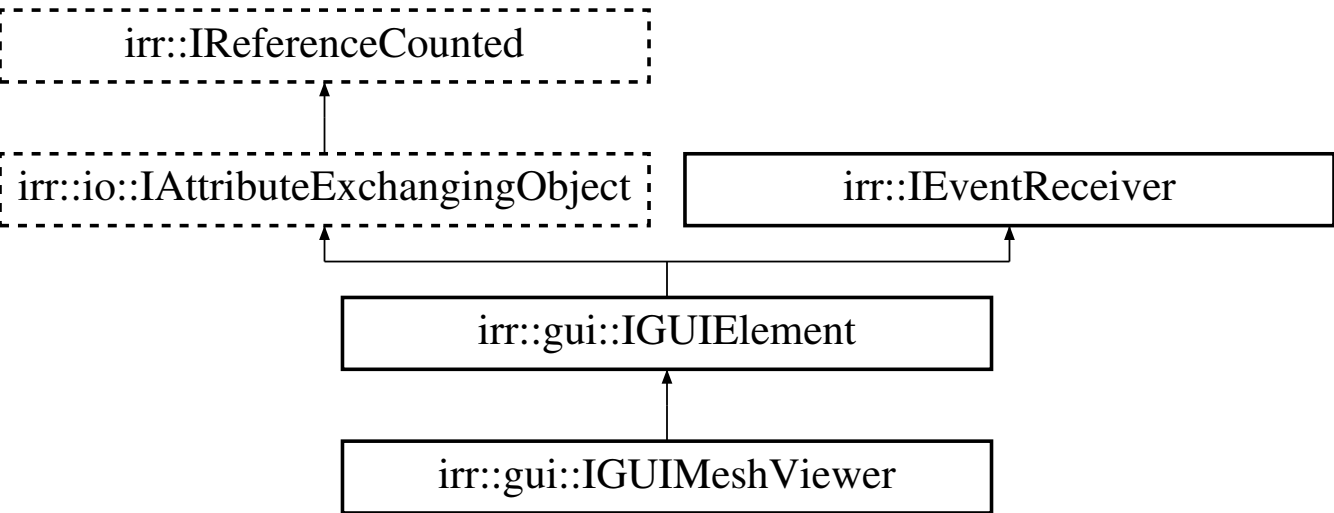 irr::IReferenceCounted
irr::io::IAttributeExchangingObject
irr::IEventReceiver
irr::gui::IGUIElement
irr::gui::IGUIMeshViewer